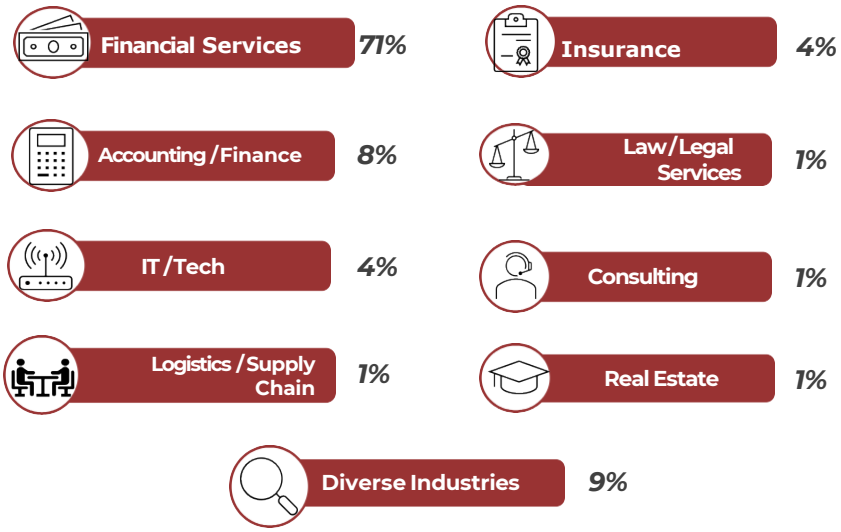 Financial Services 71%
Insurance 4%
Accounting / Finance 8%
Law / Legal
Services 1%
IT / Tech 4%
Consulting 1%
Logistics / Supply
Chain 1%
Real Estate 1%
Diverse Industries 9%